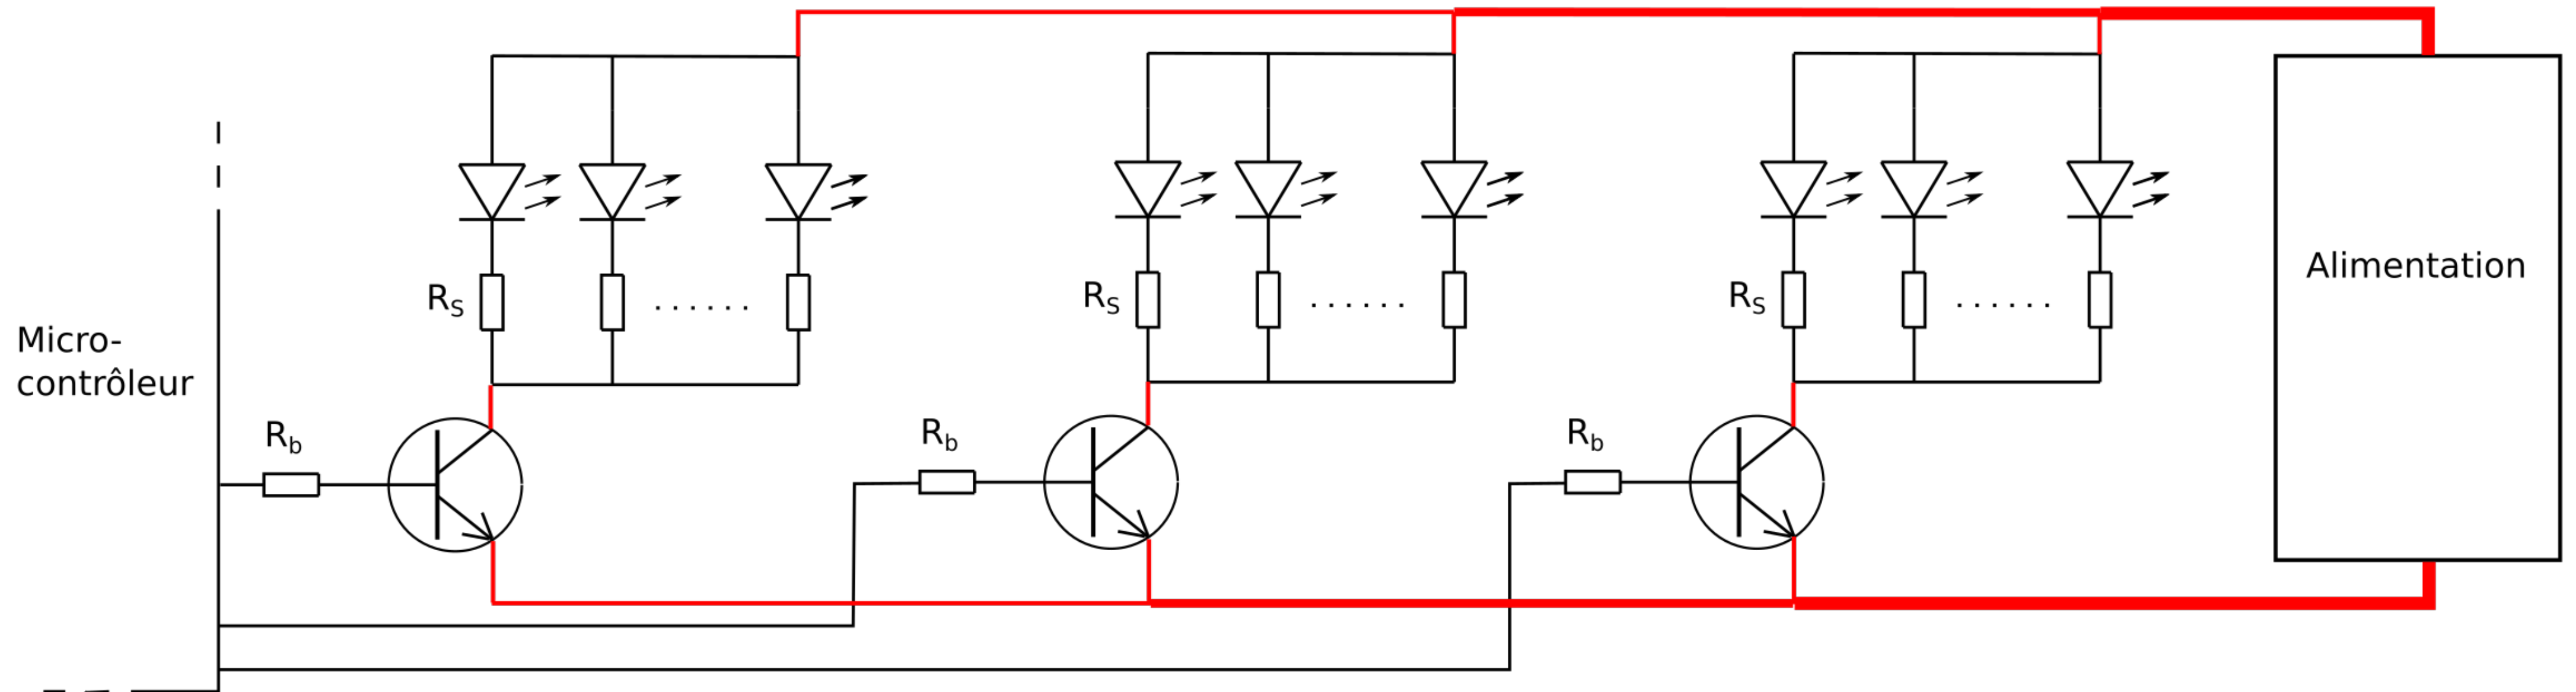 Micro-
contrôleur
Rb
RS
. . . . . .
Rb
RS
. . . . . .
Rb
RS
. . . . . .
Alimentation